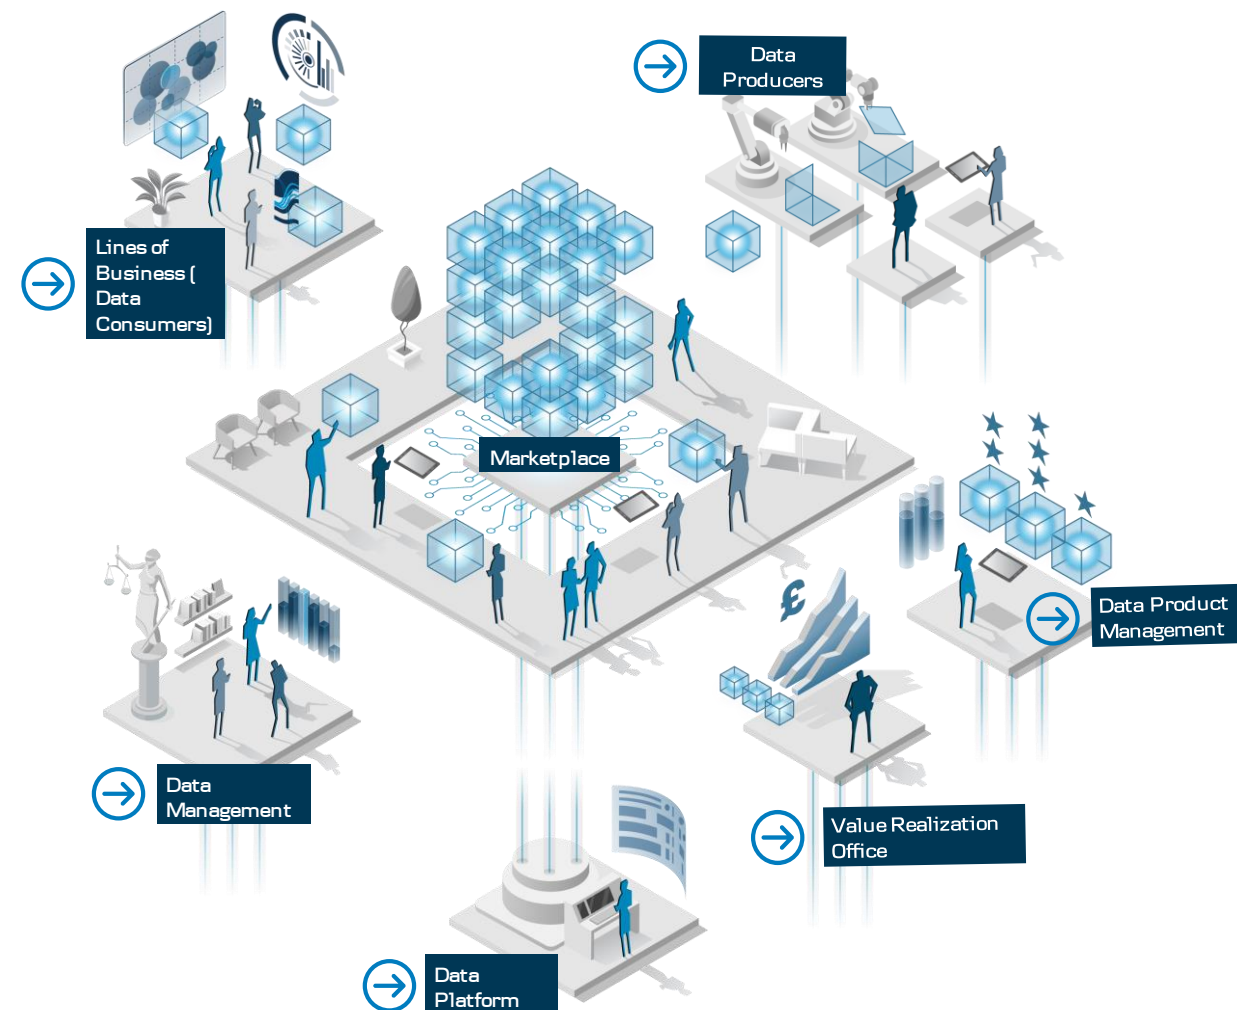 Data
Producers
Lines of
Business (
Data
Consumers)
Marketplace
£
Data Product
Management
Data
Management
Value Realization
Office
Data
Platform